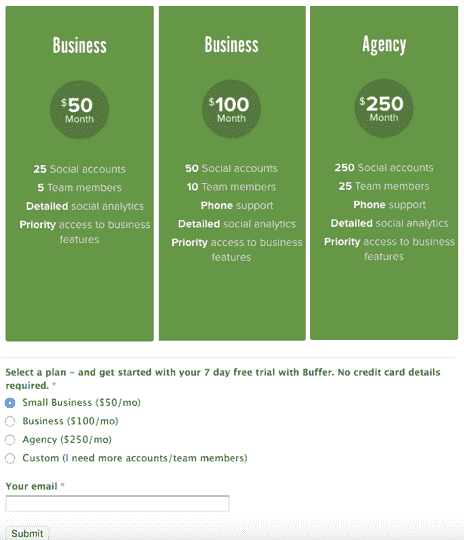 Business
$50
Month
25 Social accounts
5 Team members
Detailed social analytics
Priority access to business
features
Business
$100
Month
50 Social accounts
10 Team members
Phone support
Detailed social analytics
Priority access to business
features
Agency
$250
Month
250 Social accounts
25 Team members
Phone support
Detailed social analytics
Priority access to business
features
Select a plan - and get started with your 7 day free trial with Buffer. No credit card details
required. *
Small Business ($50/mo)
Business ($100/mo)
Agency ($250/mo)
Custom (I need more accounts/team members)
Your email *
Submit